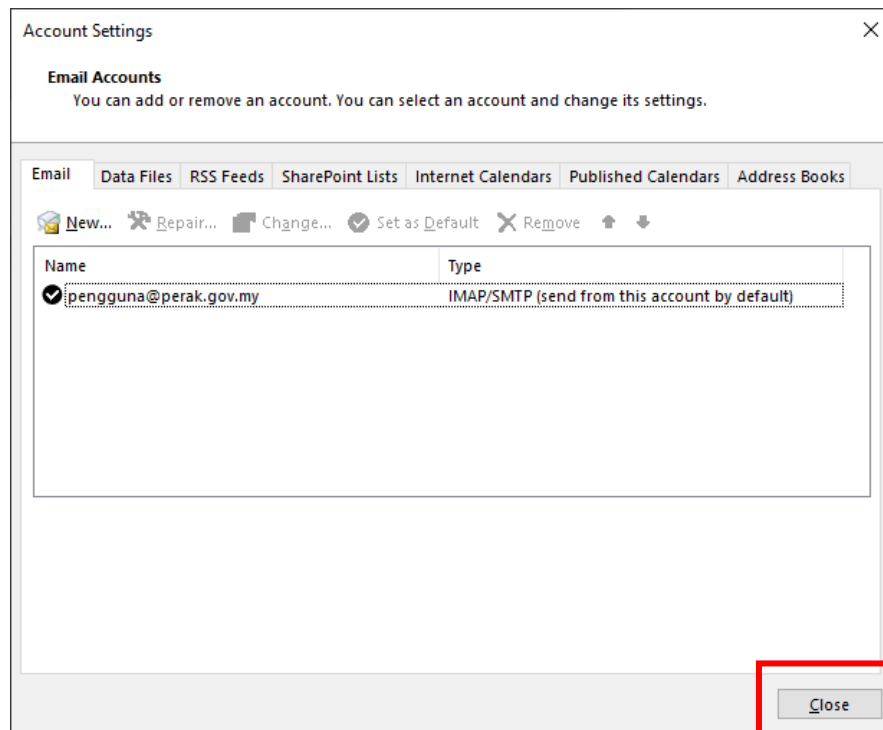 Account Settings
Email Accounts
You can add or remove an account. You can select an account and change its settings.
Email Data Files RSS Feeds SharePoint Lists Internet Calendars Published Calendars Address Books
New... Repair... Change... Set as Default Remove
Name Type
pengguna@perak.gov.my IMAP/SMTP (send from this account by default)
Close